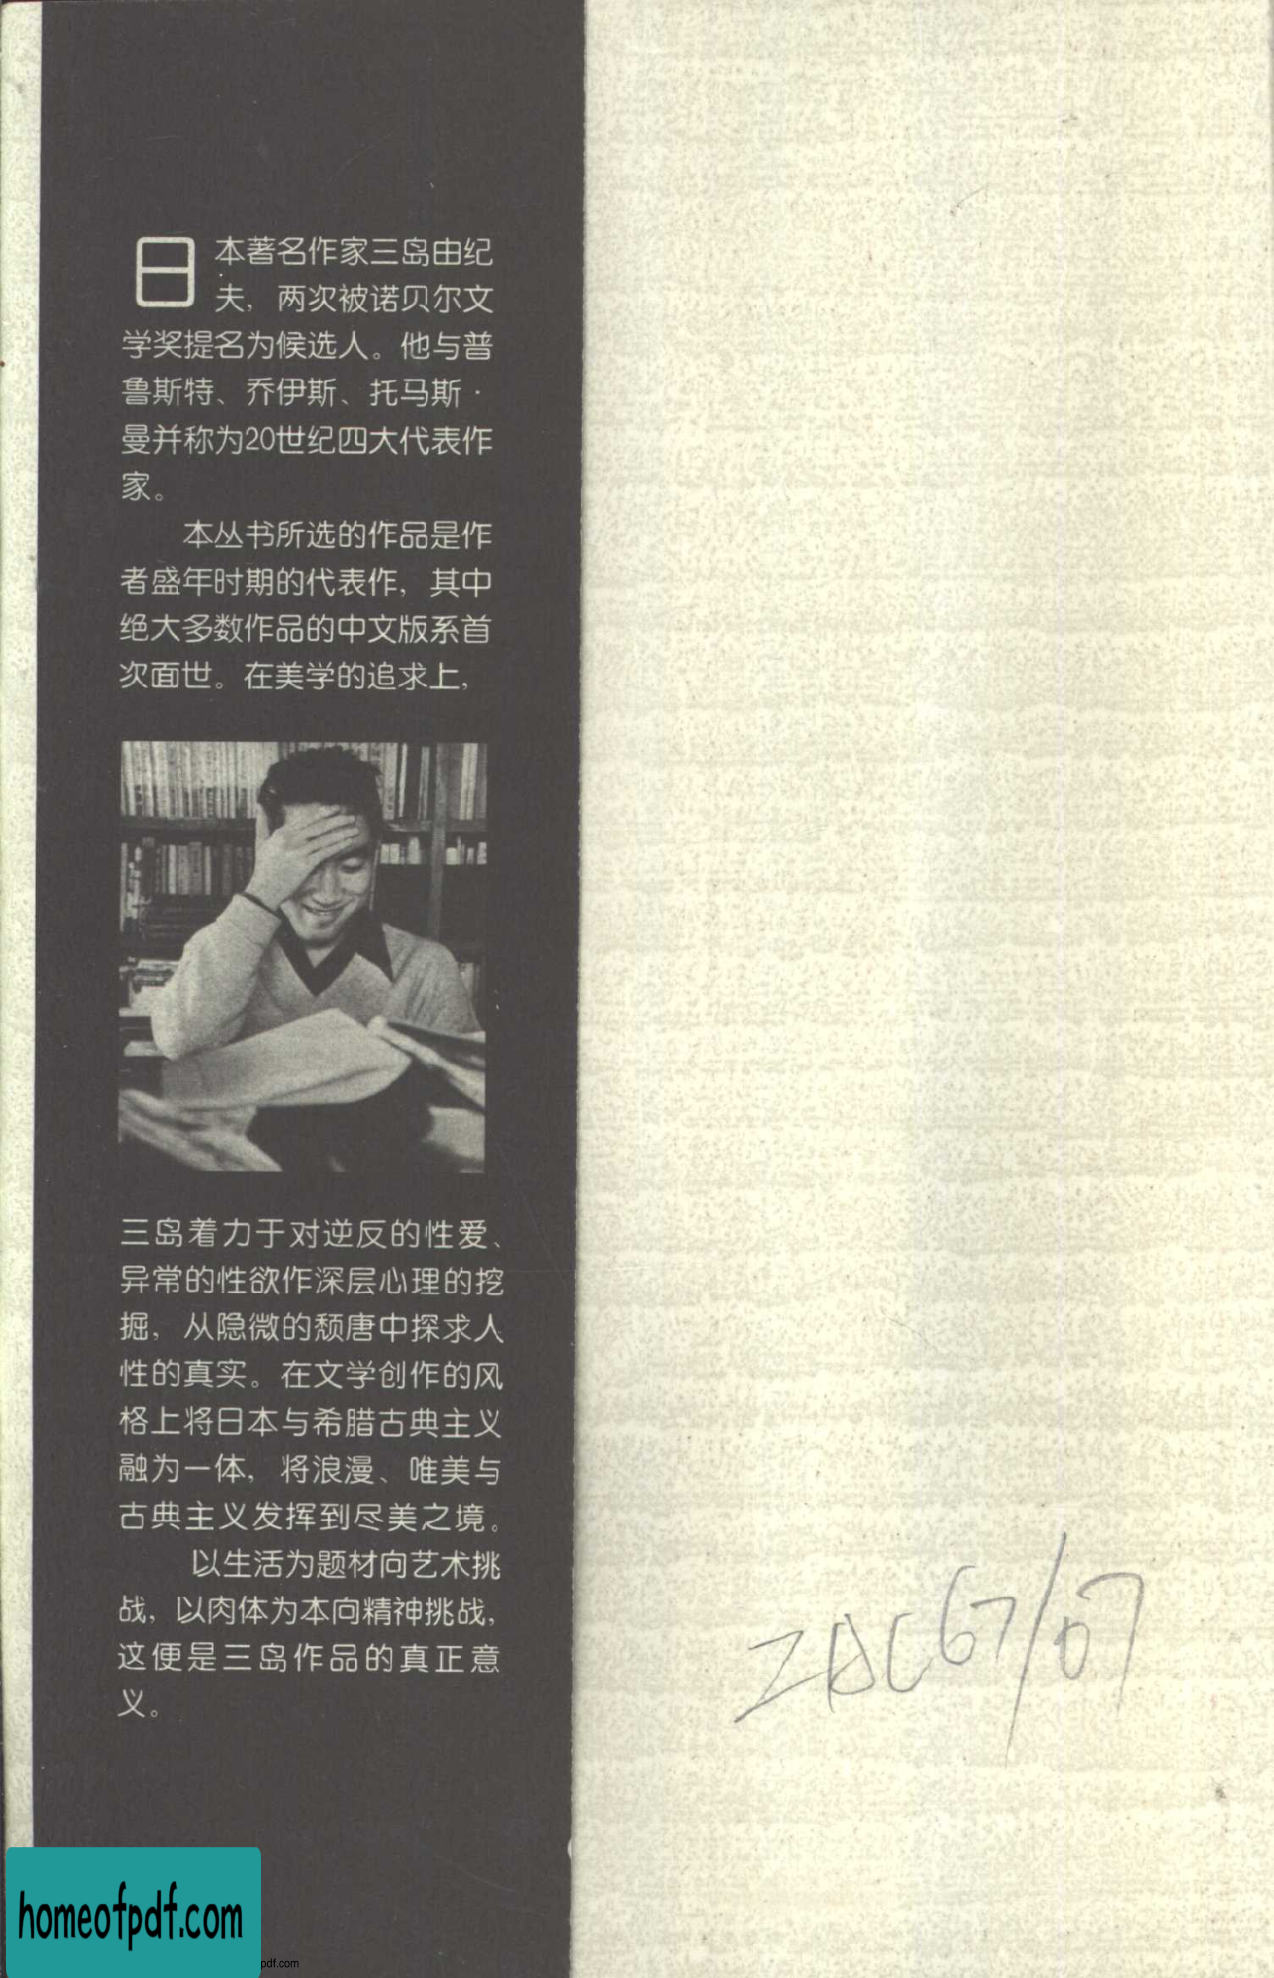 日本著名作家三岛由纪
夫，两次被诺贝尔文
学奖提名为候选人。他与普
鲁斯特、乔伊斯、托马斯·
曼并称为20世纪四大代表作
家。
本丛书所选的作品是作
者盛年时期的代表作，其中
绝大多数作品的中文版系首
次面世。在美学的追求上，
三岛着力于对逆反的性爱、
异常的性欲作深层心理的挖
掘，从隐微的颓唐中探求人
性的真实。在文学创作的风
格上将日本与希腊古典主义
融为一体，将浪漫、唯美与
古典主义发挥到尽美之境。
以生活为题材向艺术挑
战，以肉体为本向精神挑战，
这便是三岛作品的真正意
义。
homeofpdf.com
pdf.com